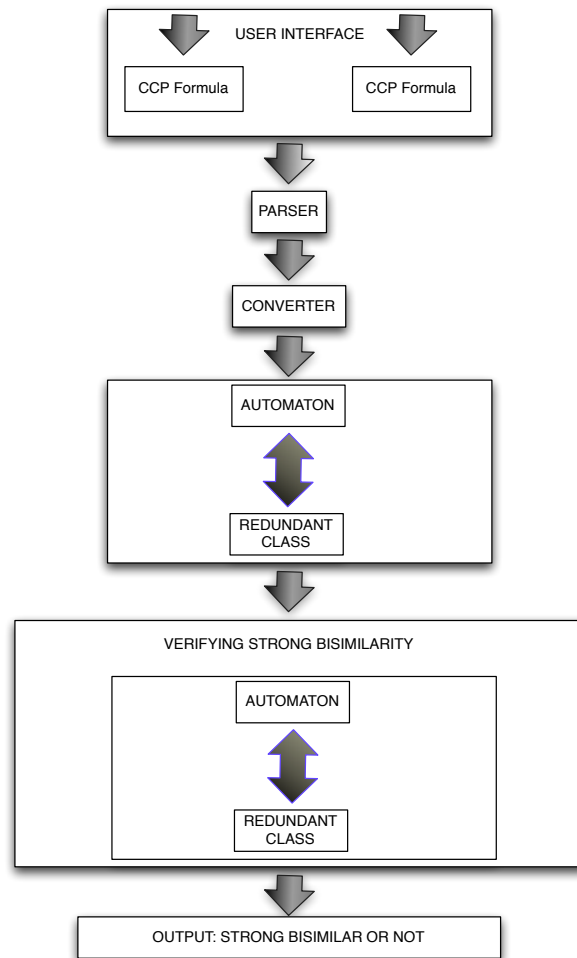 USER INTERFACE
CCP Formula
CCP Formula
PARSER
CONVERTER
AUTOMATON
REDUNDANT
CLASS
VERIFYING STRONG BISIMILARITY
AUTOMATON
REDUNDANT
CLASS
OUTPUT: STRONG BISIMILAR OR NOT